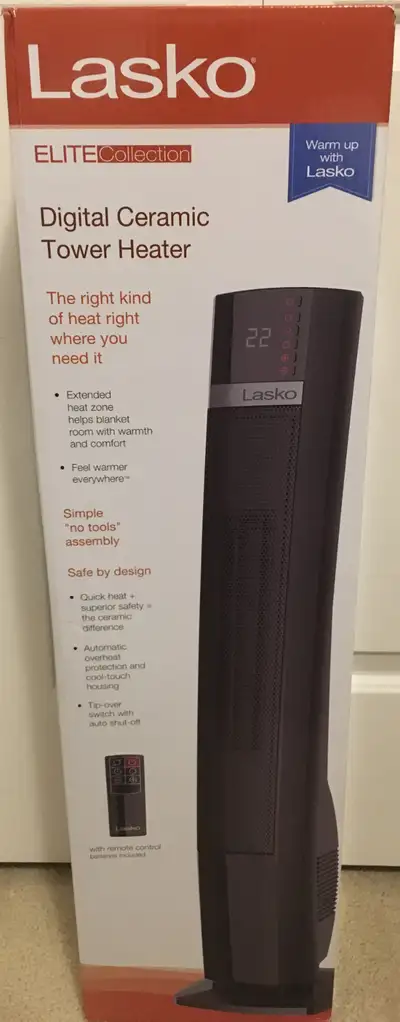 Lasko®
ELITECollection
Warm up
with
Lasko
Digital Ceramic
Tower Heater
The right kind
of heat right
where you
need it
• Extended
heat zone
helps blanket
room with warmth
and comfort
• Feel warmer
everywhere™
Simple
"no tools"
assembly
Safe by design
• Quick heat +
superior safety =
the ceramic
difference
• Automatic
overheat
protection and
cool-touch
housing
• Tip-over
switch with
auto shut-off
22
Lasko
Lasko
with remote control
batteries included